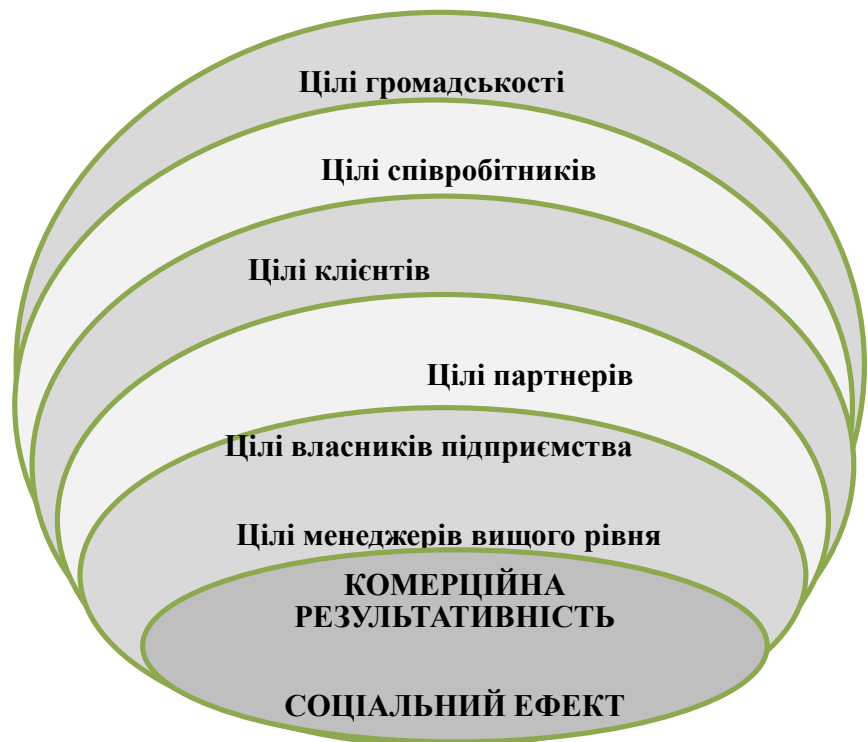 Цілі громадськості
Цілі співробітників
Цілі клієнтів
Цілі партнерів
Цілі власників підприємства
Цілі менеджерів вищого рівня
КОМЕРЦІЙНА
РЕЗУЛЬТАТИВНІСТЬ
СОЦІАЛЬНИЙ ЕФЕКТ